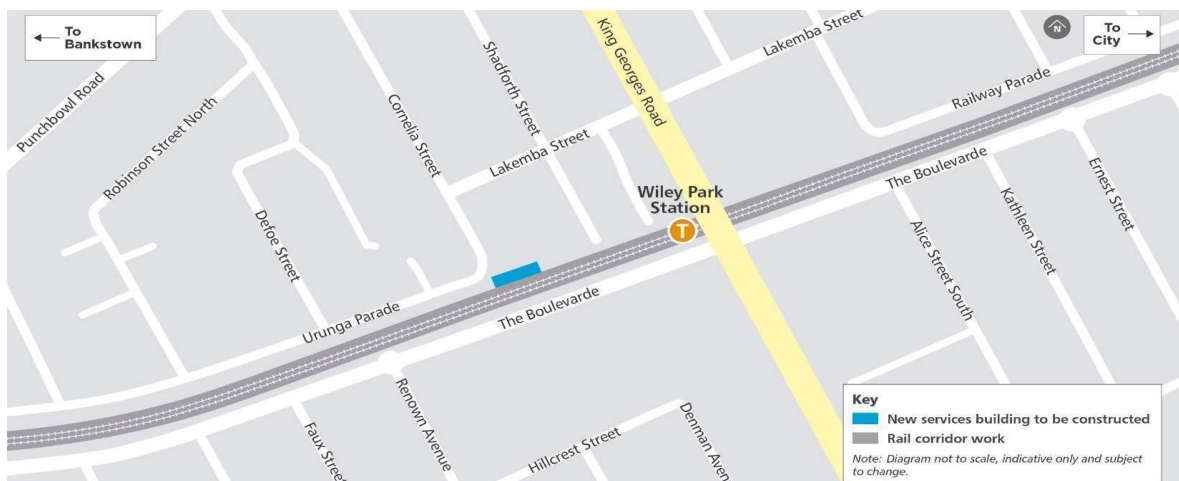 To
Bankstown
N
To
City
Punchbowl Road
Robinson Street North
Cornelia Street
Shadforth Street
King Georges Road
Lakemba Street
Lakemba Street
Railway Parade
Defoe Street
Wiley Park
Station
T
The Boulevarde
Alice Street South
Kathleen Street
Ernest Street
Urunga Parade
The Boulevarde
Faux Street
Renown Avenue
Hillcrest Street
Denman Aven
Key
New services building to be constructed
Rail corridor work
Note: Diagram not to scale, indicative only and subject
to change.